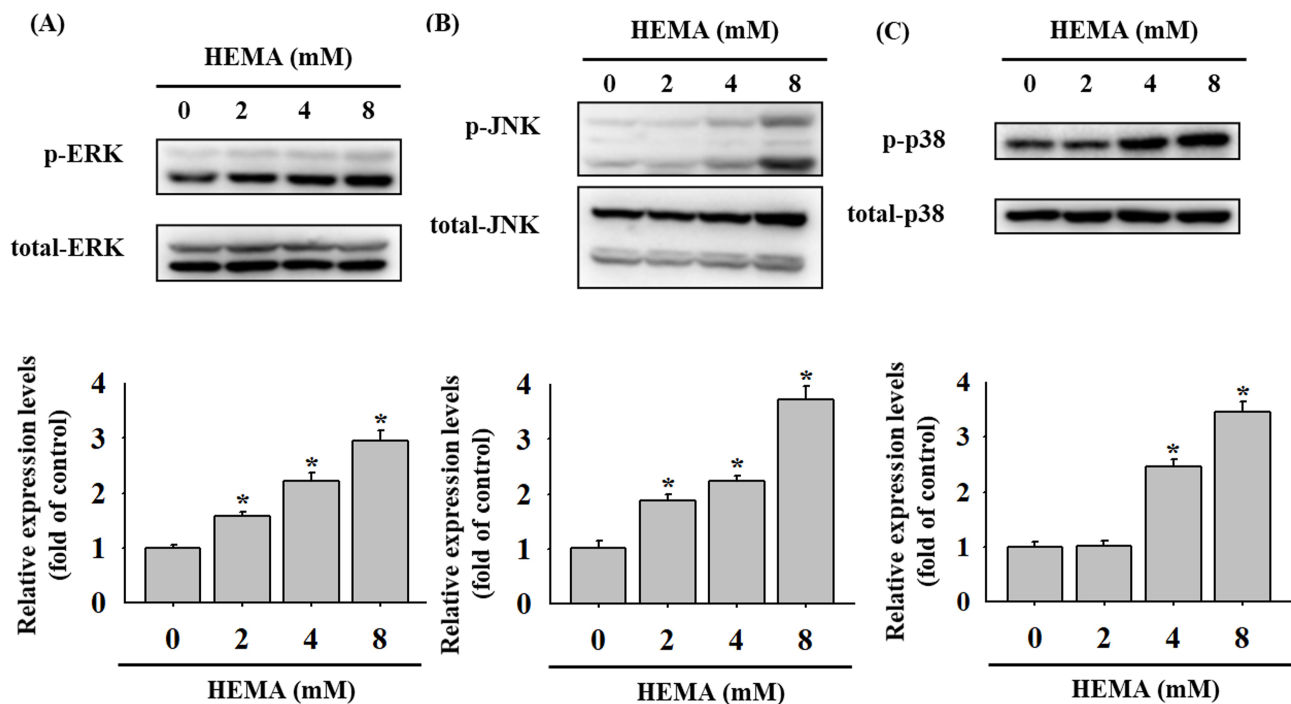 (A)
HEMA (mM)
0 2 4 8
p-ERK
total-ERK
Relative expression levels
(fold of control)
4
3
2
1
0
* * *
0 2 4 8
HEMA (mM)
(B)
HEMA (mM)
0 2 4 8
p-JNK
total-JNK
Relative expression levels
(fold of control)
4
3
2
1
0
* * *
0 2 4 8
HEMA (mM)
(C)
HEMA (mM)
0 2 4 8
p-p38
total-p38
Relative expression levels
(fold of control)
4
3
2
1
0
* *
0 2 4 8
HEMA (mM)